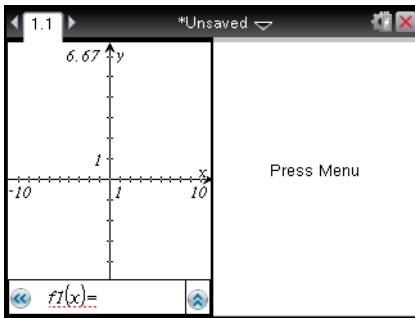 1.1 *Unsaved
6.67 y
1
x
-10 1 10
Press Menu
f1(x)=